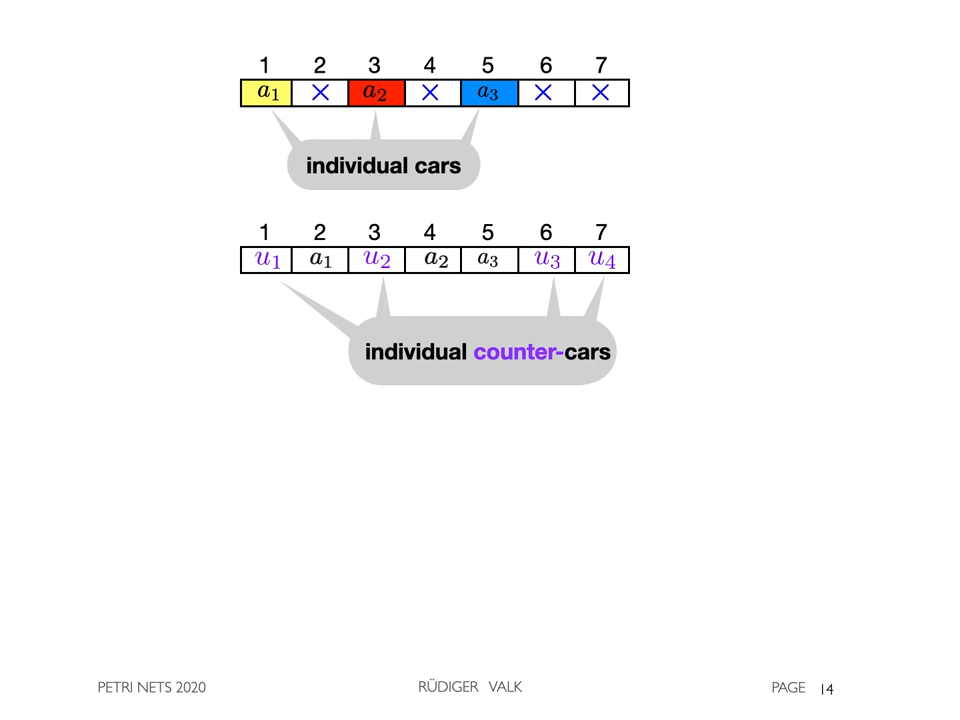 1 2 3 4 5 6 7
a₁ × a₂ × a₃ × ×
individual cars
1 2 3 4 5 6 7
u₁ a₁ u₂ a₂ a₃ u₃ u₄
individual counter-cars
PETRI NETS 2020 RÜDIGER VALK PAGE 14